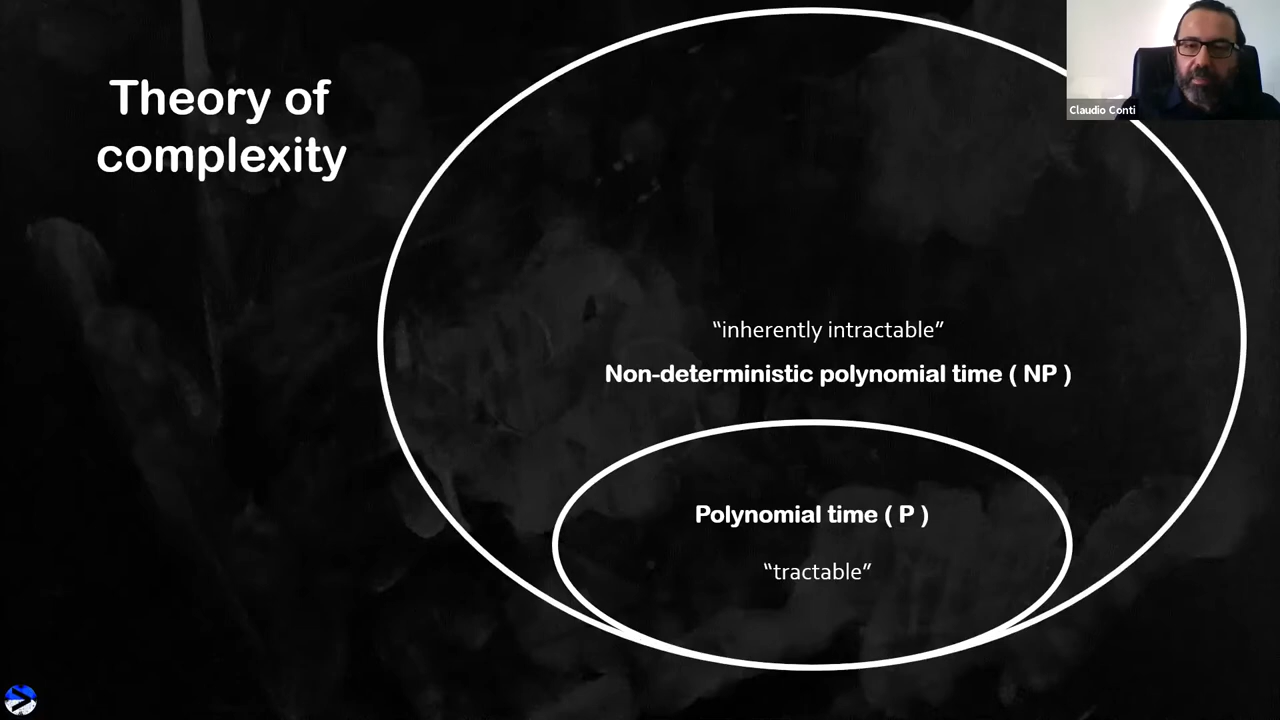 Theory of
complexity
Claudio Conti
“inherently intractable”
Non-deterministic polynomial time ( NP )
Polynomial time ( P )
“tractable”